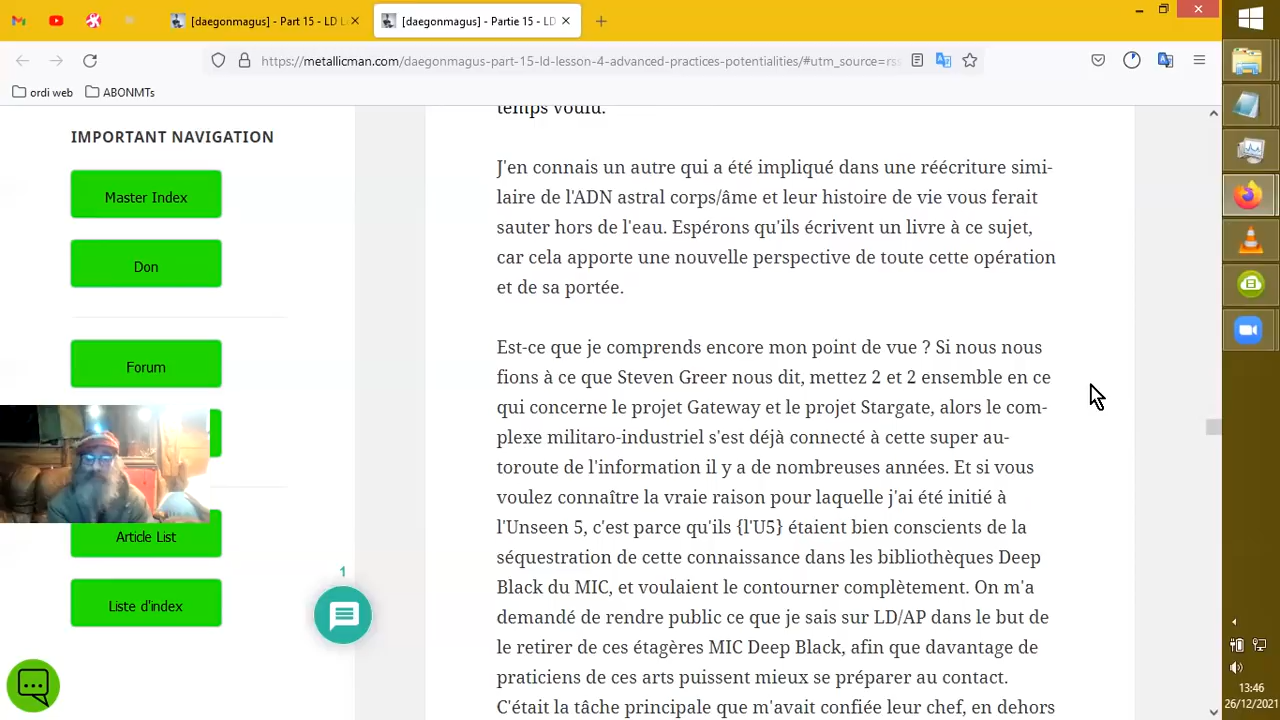 [daegonmagus] - Part 15 - LD L
[daegonmagus] - Partie 15 - LD
https://metallicman.com/daegonmagus-part-15-ld-lesson-4-advanced-practices-potentialities/#utm_source=rss
ordi web
ABONMTs
IMPORTANT NAVIGATION
Master Index
Don
Forum
Article List
Liste d'index
1
temps voulu.
J'en connais un autre qui a été impliqué dans une réécriture simi-
laire de l'ADN astral corps/âme et leur histoire de vie vous ferait
sauter hors de l'eau. Espérons qu'ils écrivent un livre à ce sujet,
car cela apporte une nouvelle perspective de toute cette opération
et de sa portée.
Est-ce que je comprends encore mon point de vue ? Si nous nous
fions à ce que Steven Greer nous dit, mettez 2 et 2 ensemble en ce
qui concerne le projet Gateway et le projet Stargate, alors le com-
plexe militaro-industriel s'est déjà connecté à cette super au-
toroute de l'information il y a de nombreuses années. Et si vous
voulez connaître la vraie raison pour laquelle j'ai été initié à
l'Unseen 5, c'est parce qu'ils {l'U5} étaient bien conscients de la
séquestration de cette connaissance dans les bibliothèques Deep
Black du MIC, et voulaient le contourner complètement. On m'a
demandé de rendre public ce que je sais sur LD/AP dans le but de
le retirer de ces étagères MIC Deep Black, afin que davantage de
praticiens de ces arts puissent mieux se préparer au contact.
C'était la tâche principale que m'avait confiée leur chef, en dehors
13:46
26/12/2021